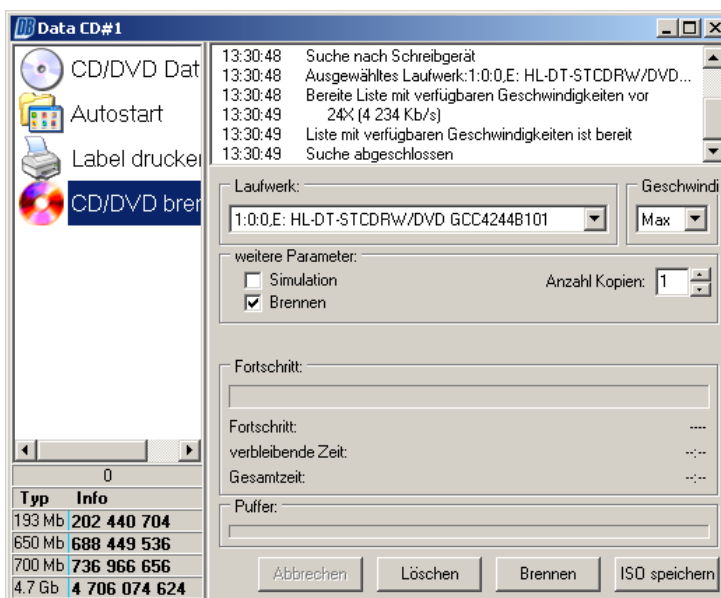 DB Data CD#1
CD/DVD Dat
Autostart
Label drucke
CD/DVD bren
0
Typ Info
193 Mb 202 440 704
650 Mb 688 449 536
700 Mb 736 966 656
4.7 Gb 4 706 074 624
13:30:48 Suche nach Schreibgerät
13:30:48 Ausgewähltes Laufwerk:1:0:0,E: HL-DT-STCDRW/DVD...
13:30:48 Bereite Liste mit verfügbaren Geschwindigkeiten vor
13:30:49 24X (4 234 Kb/s)
13:30:49 Liste mit verfügbaren Geschwindigkeiten ist bereit
13:30:49 Suche abgeschlossen
Laufwerk:
1:0:0,E: HL-DT-STCDRW/DVD GCC4244B101
Geschwindi
Max
weitere Parameter:
Simulation
Brennen
Anzahl Kopien: 1
Fortschritt:
Fortschritt: ----
verbleibende Zeit: --:--
Gesamtzeit: --:--
Puffer:
Abbrechen Löschen Brennen ISO speichern